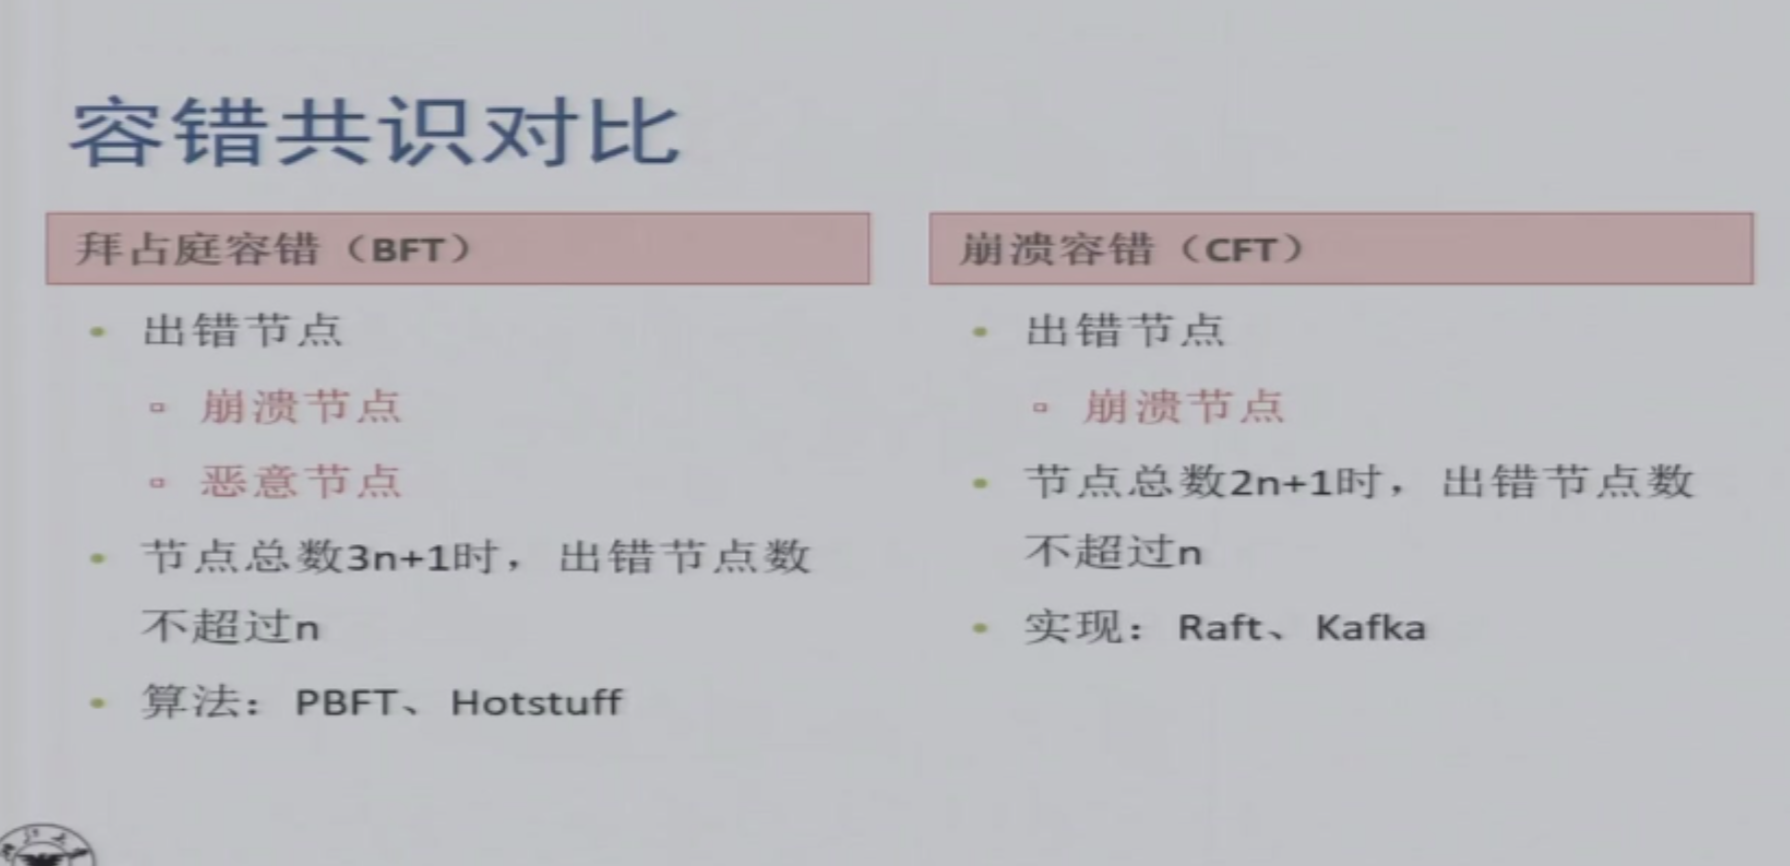 容错共识对比
拜占庭容错（BFT）
• 出错节点
▫ 崩溃节点
▫ 恶意节点
• 节点总数3n+1时，出错节点数
不超过n
• 算法：PBFT、Hotstuff
崩溃容错（CFT）
• 出错节点
▫ 崩溃节点
• 节点总数2n+1时，出错节点数
不超过n
• 实现：Raft、Kafka